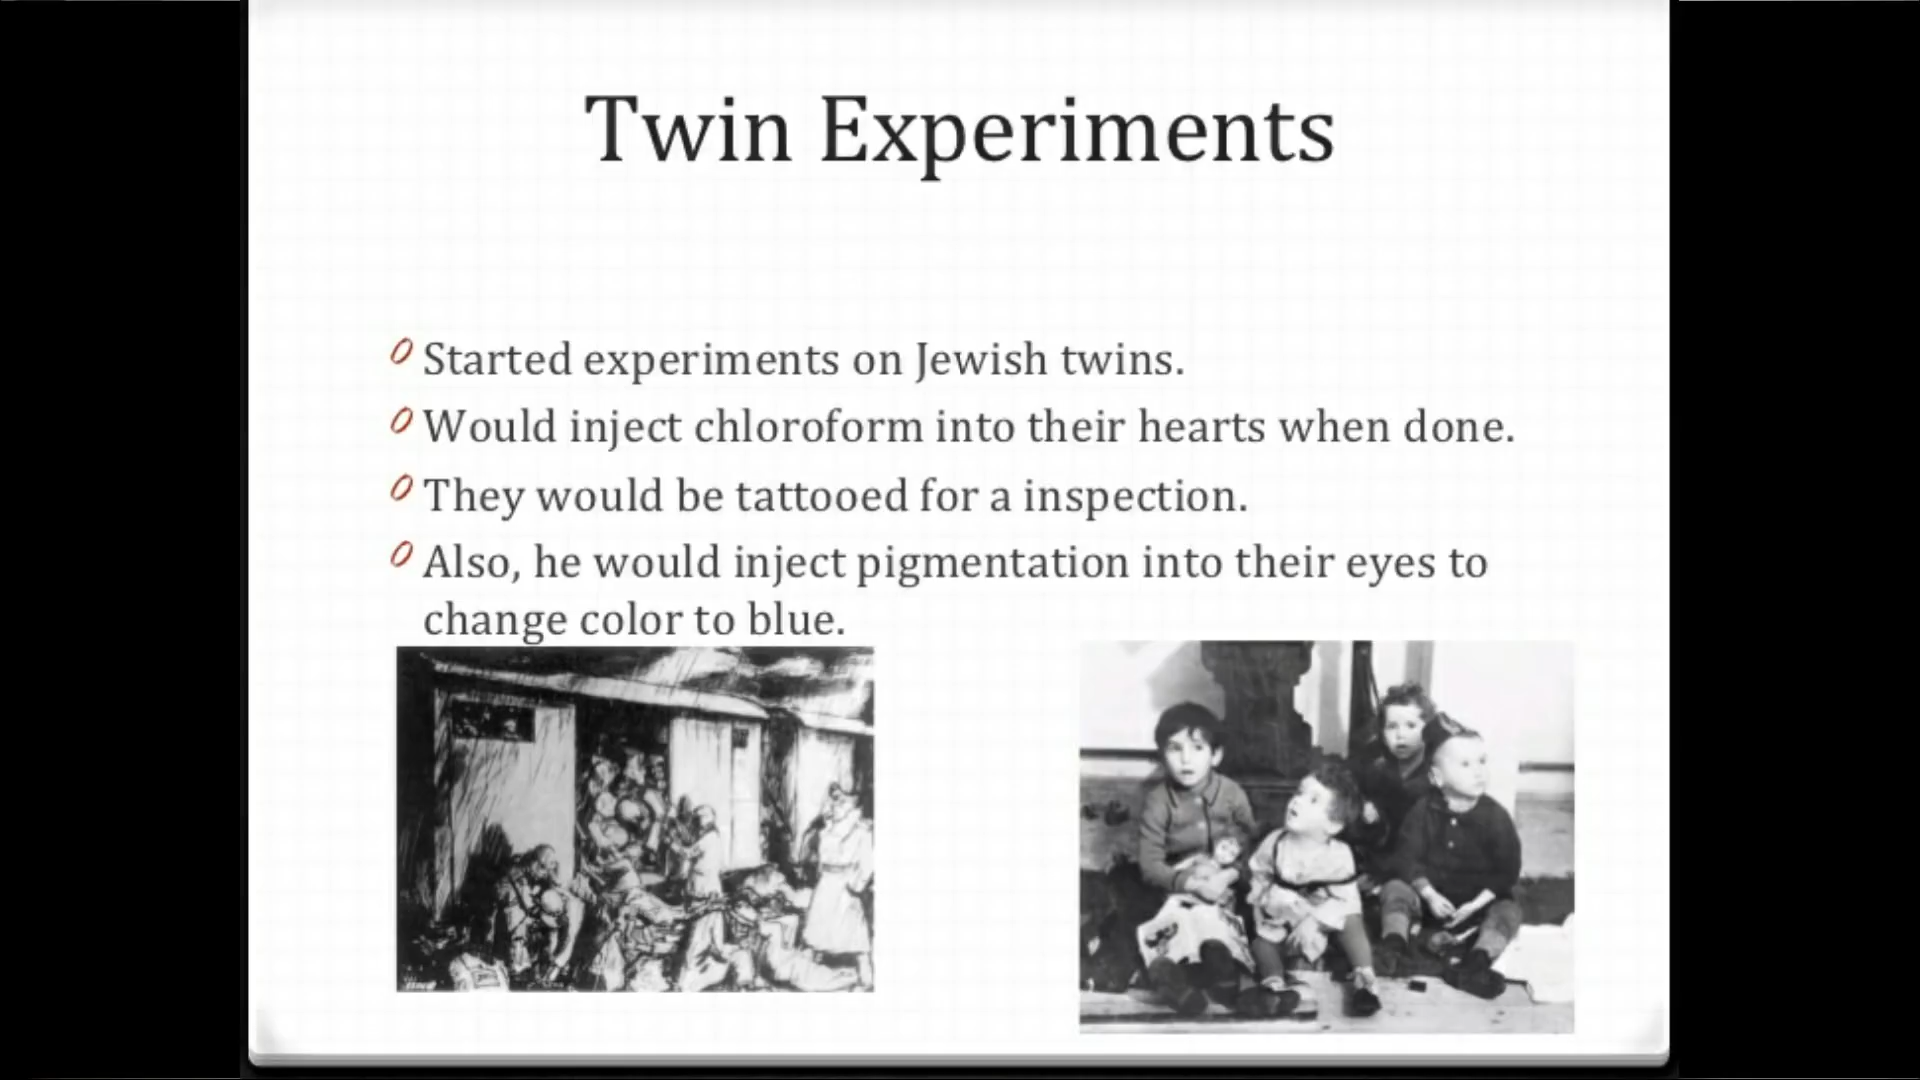 Twin Experiments
Started experiments on Jewish twins.
Would inject chloroform into their hearts when done.
They would be tattooed for a inspection.
Also, he would inject pigmentation into their eyes to
change color to blue.